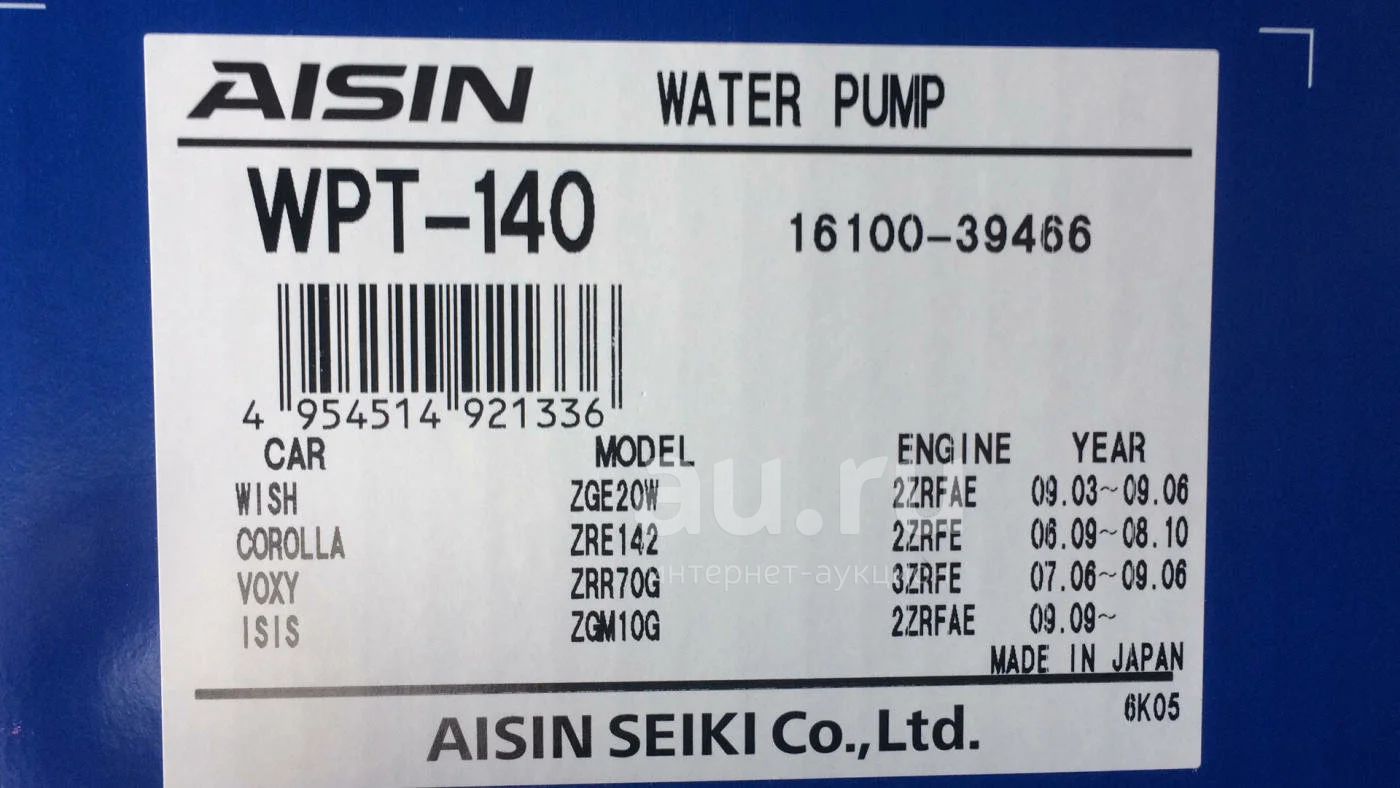 AISIN WATER PUMP
WPT-140 16100-39466
4 954514 921336
CAR MODEL ENGINE YEAR
WISH ZGE20W 2ZRFAE 09.03~09.06
COROLLA ZRE142 2ZRFE 06.09~08.10
VOXY ZRR70G 3ZRFE 07.06~09.06
ISIS ZGM10G 2ZRFAE 09.09~
MADE IN JAPAN
6K05
AISIN SEIKI Co.,Ltd.
au.ru
интернет-аукцион